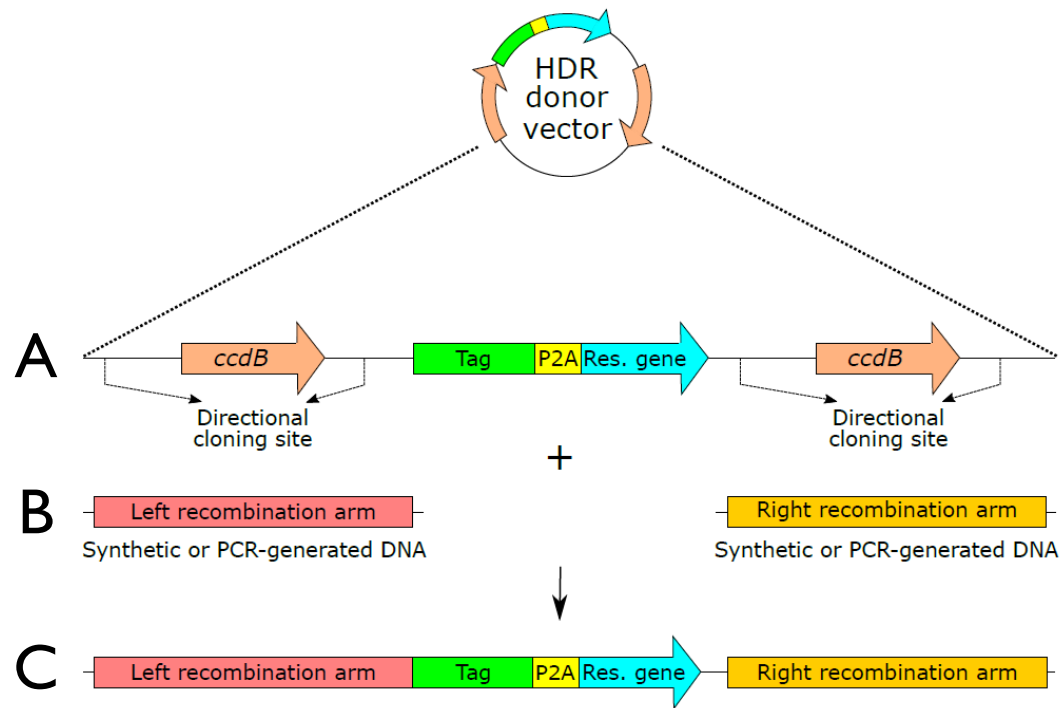 HDR
donor
vector
A
ccdB
Tag
P2A
Res. gene
ccdB
Directional
cloning site
Directional
cloning site
+
B
Left recombination arm
Right recombination arm
Synthetic or PCR-generated DNA
Synthetic or PCR-generated DNA
C
Left recombination arm
Tag
P2A
Res. gene
Right recombination arm